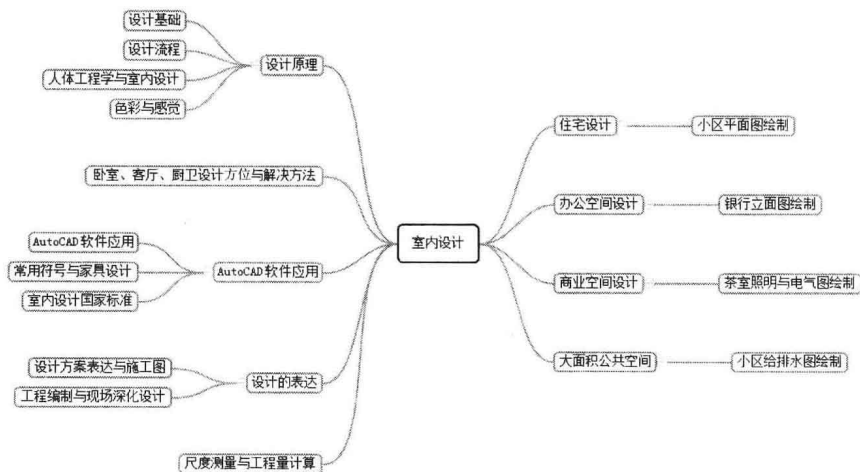 设计基础
设计流程
人体工程学与室内设计
色彩与感觉
设计原理
卧室、客厅、厨卫设计方位与解决方法
AutoCAD软件应用
常用符号与家具设计
室内设计国家标准
AutoCAD软件应用
设计方案表达与施工图
工程编制与现场深化设计
设计的表达
尺度测量与工程量计算
室内设计
住宅设计
小区平面图绘制
办公空间设计
银行立面图绘制
商业空间设计
茶室照明与电气图绘制
大面积公共空间
小区给排水图绘制